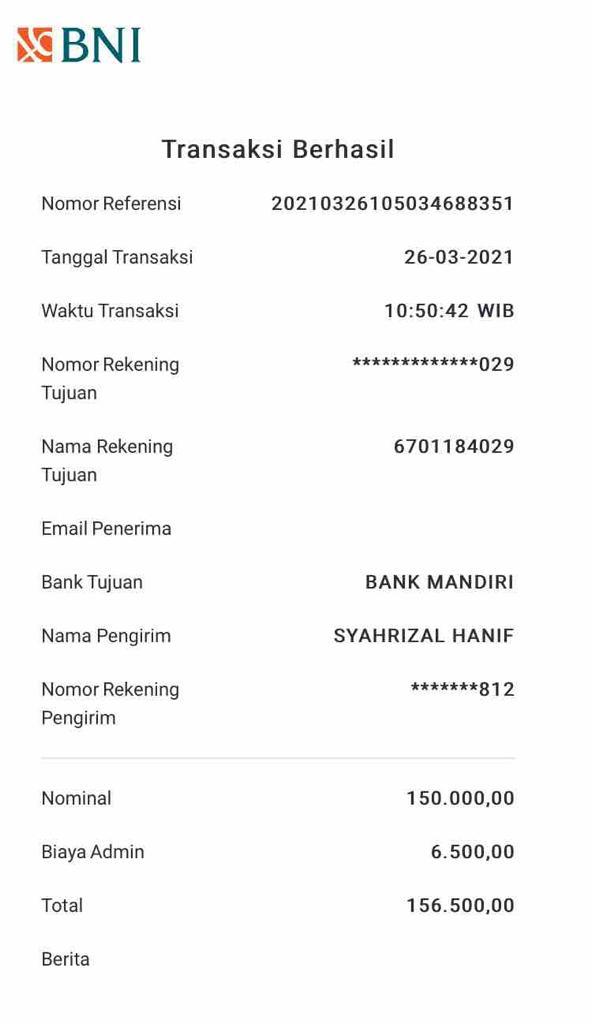 BNI
Transaksi Berhasil
Nomor Referensi 20210326105034688351
Tanggal Transaksi 26-03-2021
Waktu Transaksi 10:50:42 WIB
Nomor Rekening *************029
Tujuan
Nama Rekening 6701184029
Tujuan
Email Penerima
Bank Tujuan BANK MANDIRI
Nama Pengirim SYAHRIZAL HANIF
Nomor Rekening *******812
Pengirim
Nominal 150.000,00
Biaya Admin 6.500,00
Total 156.500,00
Berita